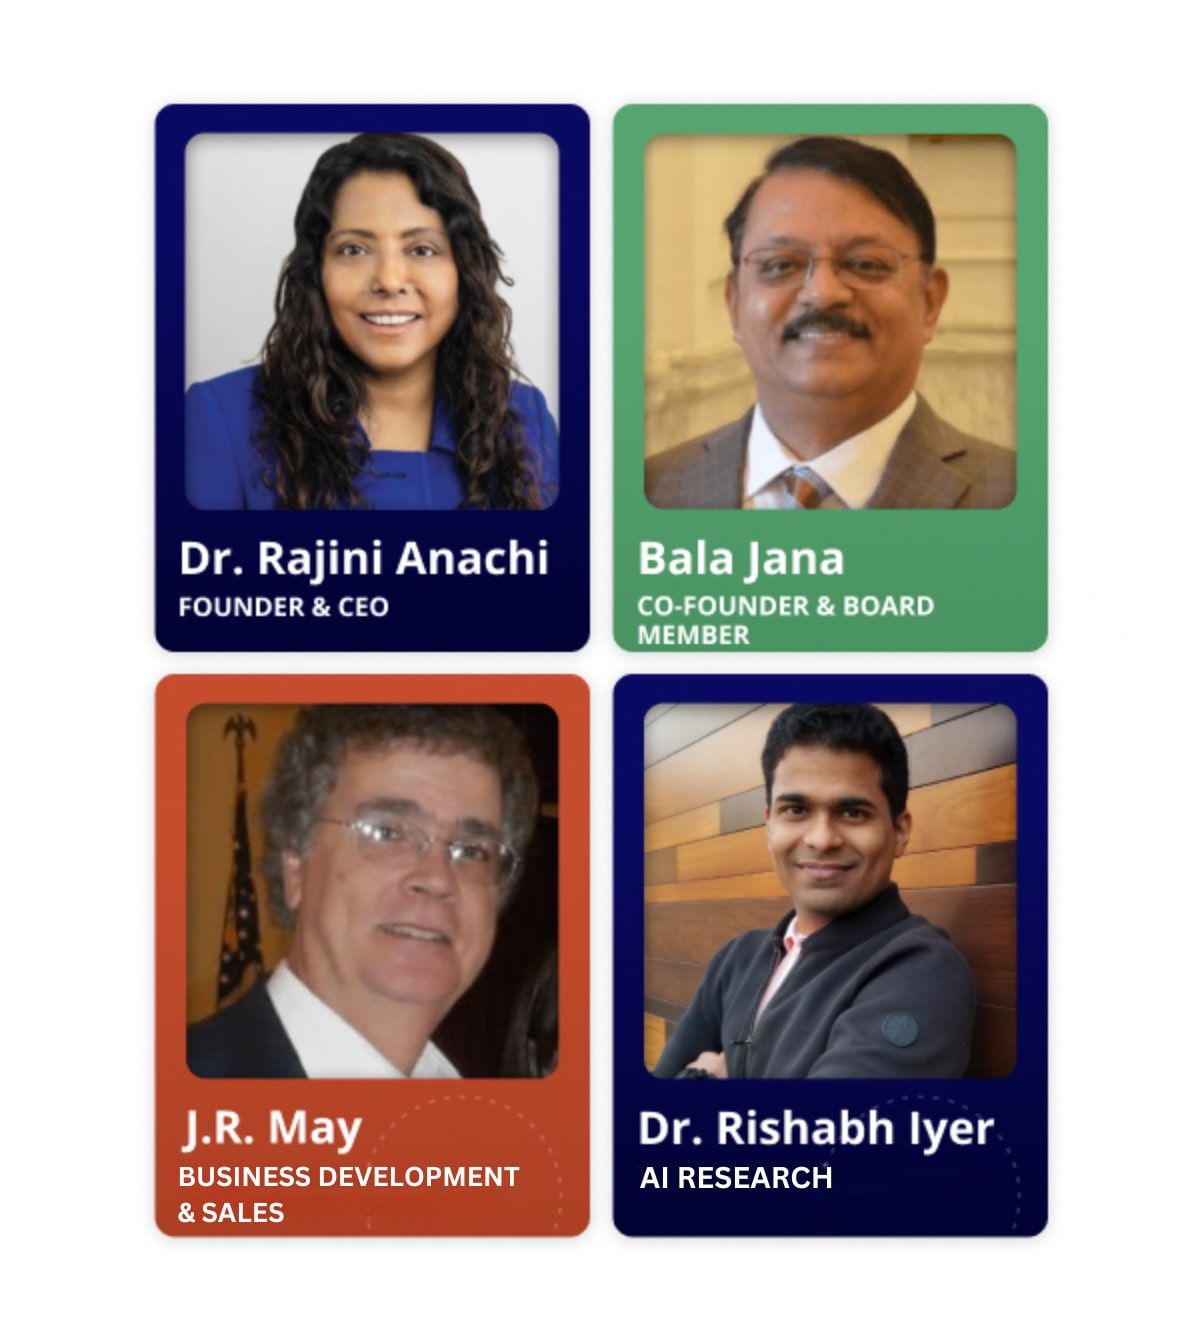 Dr. Rajini Anachi
FOUNDER & CEO
Bala Jana
CO-FOUNDER & BOARD
MEMBER
J.R. May
BUSINESS DEVELOPMENT
& SALES
Dr. Rishabh Iyer
AI RESEARCH